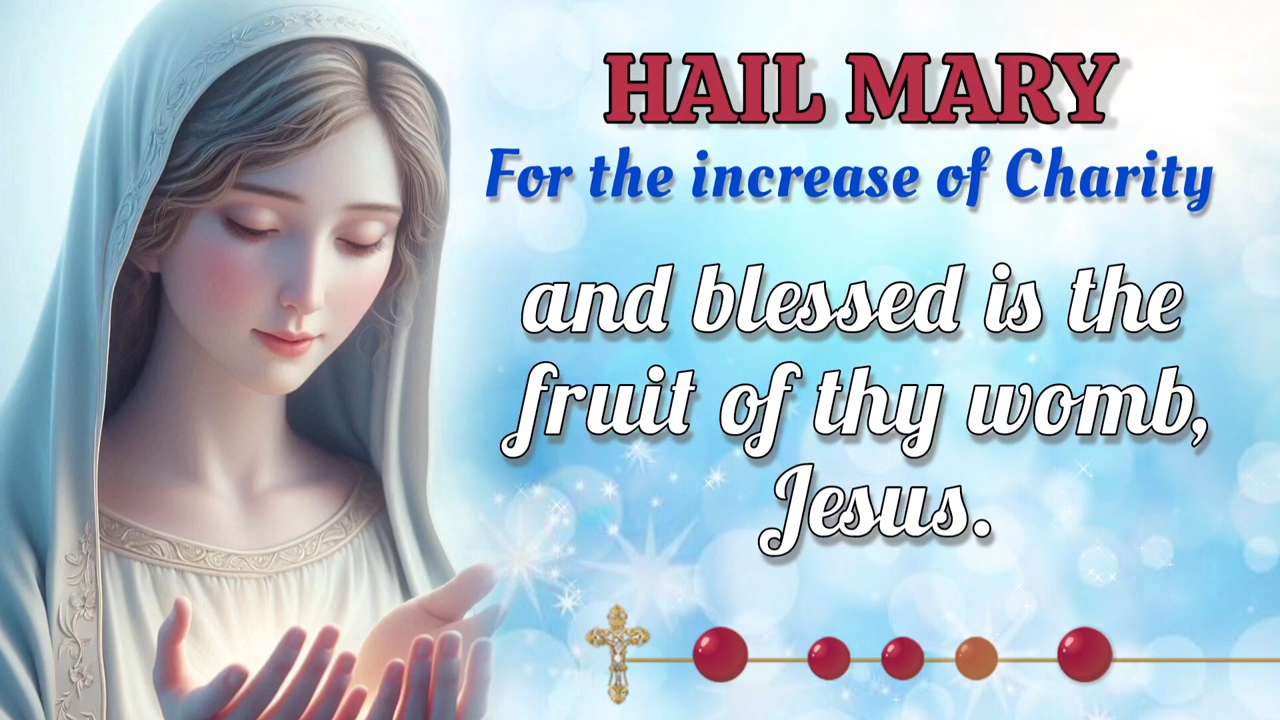 HAIL MARY
For the increase of Charity
and blessed is the
fruit of thy womb,
Jesus.